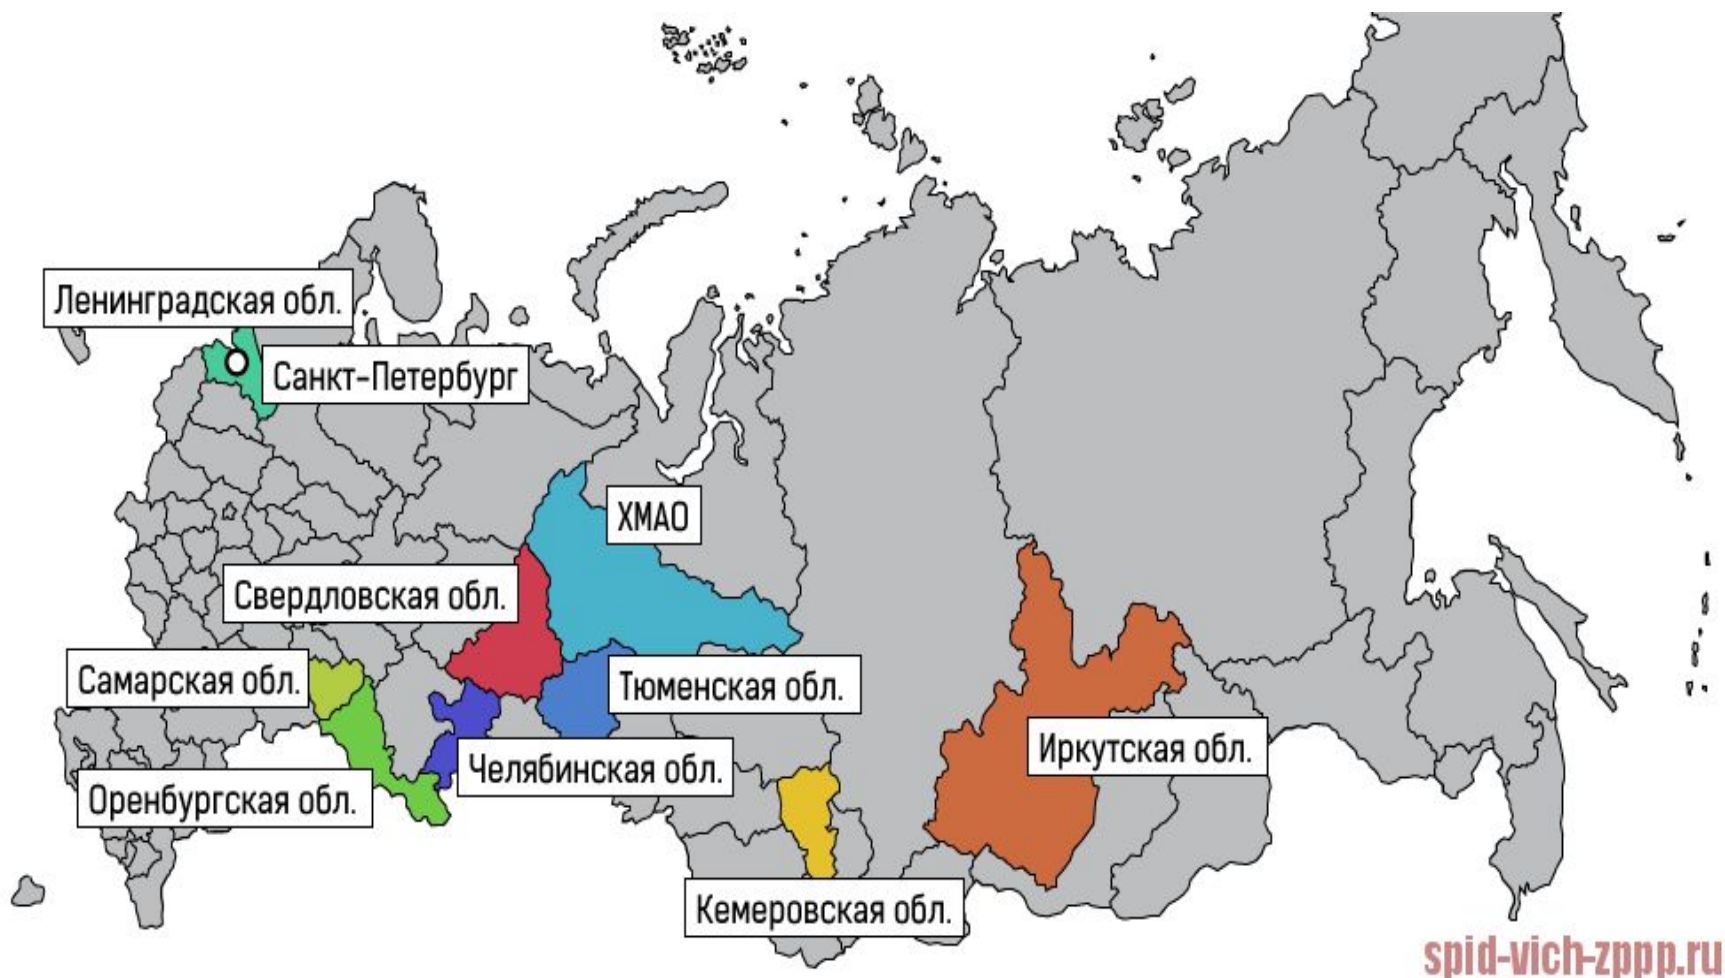 Ленинградская обл.
Санкт-Петербург
ХМАО
Свердловская обл.
Самарская обл.
Тюменская обл.
Иркутская обл.
Челябинская обл.
Оренбургская обл.
Кемеровская обл.
spid-vich-zppp.ru